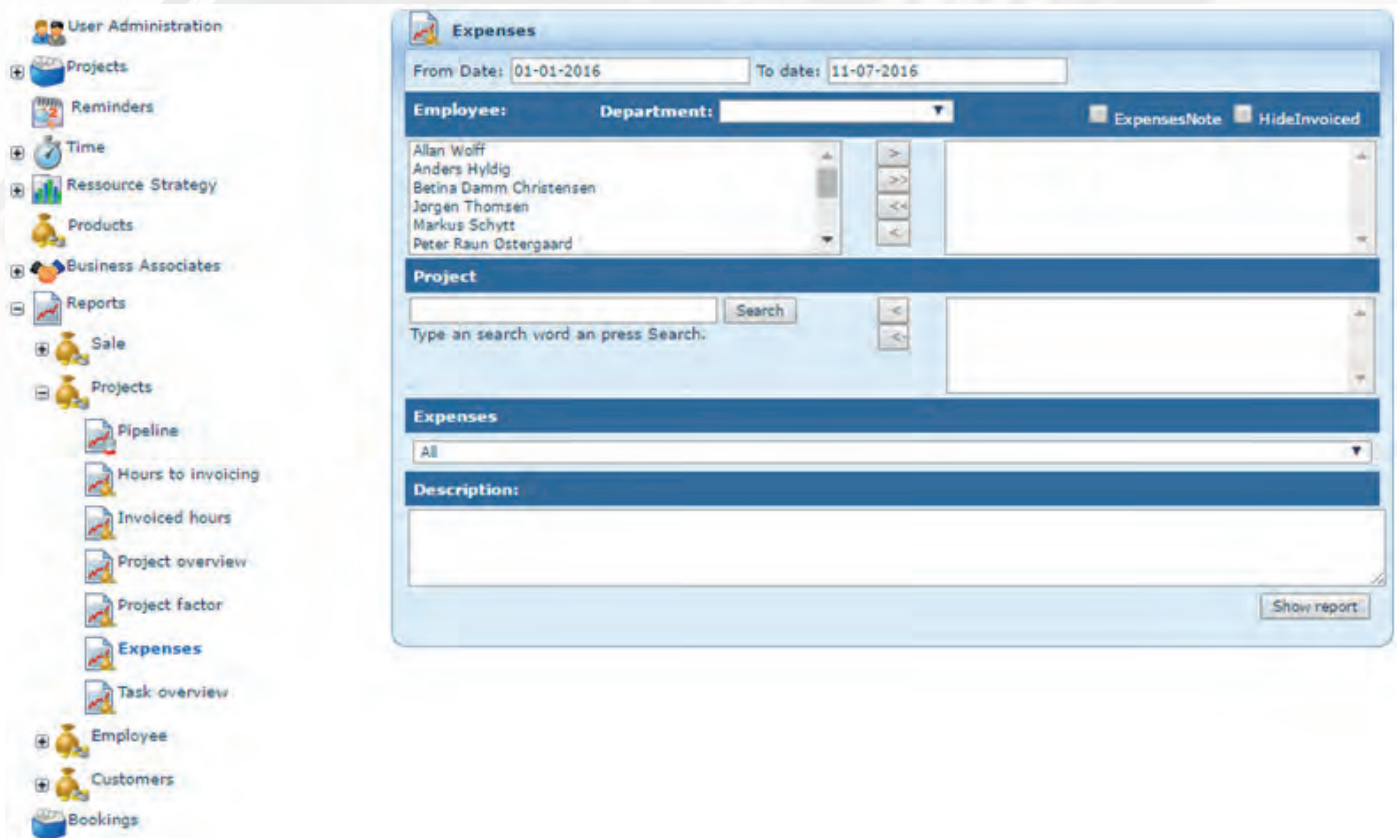 User Administration
Projects
Reminders
Time
Ressource Strategy
Products
Business Associates
Reports
Sale
Projects
Pipeline
Hours to invoicing
Invoiced hours
Project overview
Project factor
Expenses
Task overview
Employee
Customers
Bookings
Expenses
From Date: 01-01-2016 To date: 11-07-2016
Employee: Department: ExpensesNote HideInvoiced
Allan Wolff
Anders Hyldig
Betina Damm Christensen
Jørgen Thomsen
Markus Schytt
Peter Raun Østergaard
>
>>
<<
<
Project
Search
Type an search word an press Search.
<
<-
Expenses
All
Description:
Show report